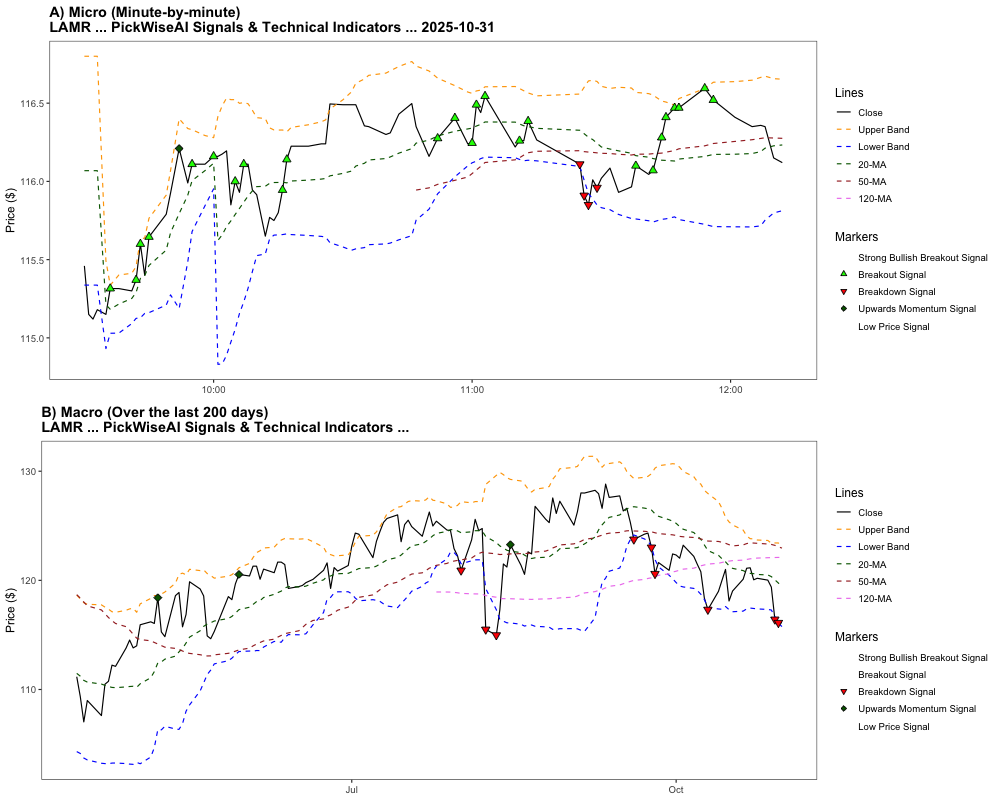 A) Micro (Minute-by-minute)
LAMR ... PickWiseAI Signals & Technical Indicators ... 2025-10-31
Price ($)
116.5
116.0
115.5
115.0
10:00
11:00
12:00
Lines
Close
Upper Band
Lower Band
20-MA
50-MA
120-MA
Markers
Strong Bullish Breakout Signal
Breakout Signal
Breakdown Signal
Upwards Momentum Signal
Low Price Signal
B) Macro (Over the last 200 days)
LAMR ... PickWiseAI Signals & Technical Indicators ...
Price ($)
130
120
110
Jul
Oct
Lines
Close
Upper Band
Lower Band
20-MA
50-MA
120-MA
Markers
Strong Bullish Breakout Signal
Breakout Signal
Breakdown Signal
Upwards Momentum Signal
Low Price Signal